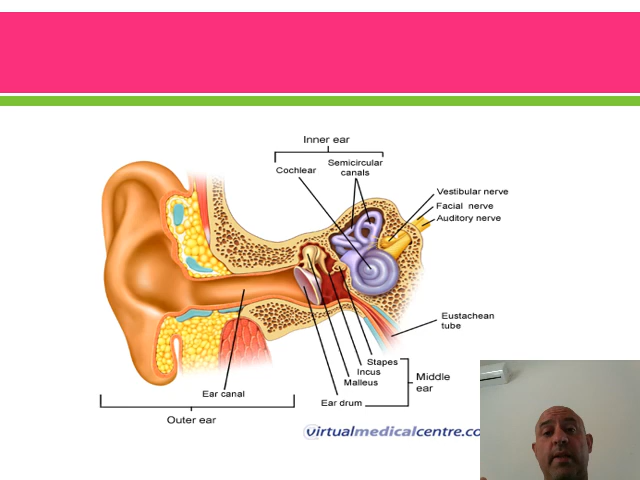 Inner ear
Cochlear
Semicircular
canals
Vestibular nerve
Facial nerve
Auditory nerve
Eustachean
tube
Stapes
Incus
Malleus
Ear drum
Middle
ear
Ear canal
Outer ear
virtualmedicalcentre.co